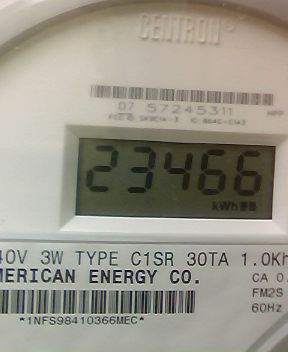 CENTRON®
07 57245311
23466
kWh
40V 3W TYPE C1SR 30TA 1.0Kh
MERICAN ENERGY CO.
CA 0.
FM2S
60Hz
*1NFS98410366MEC*